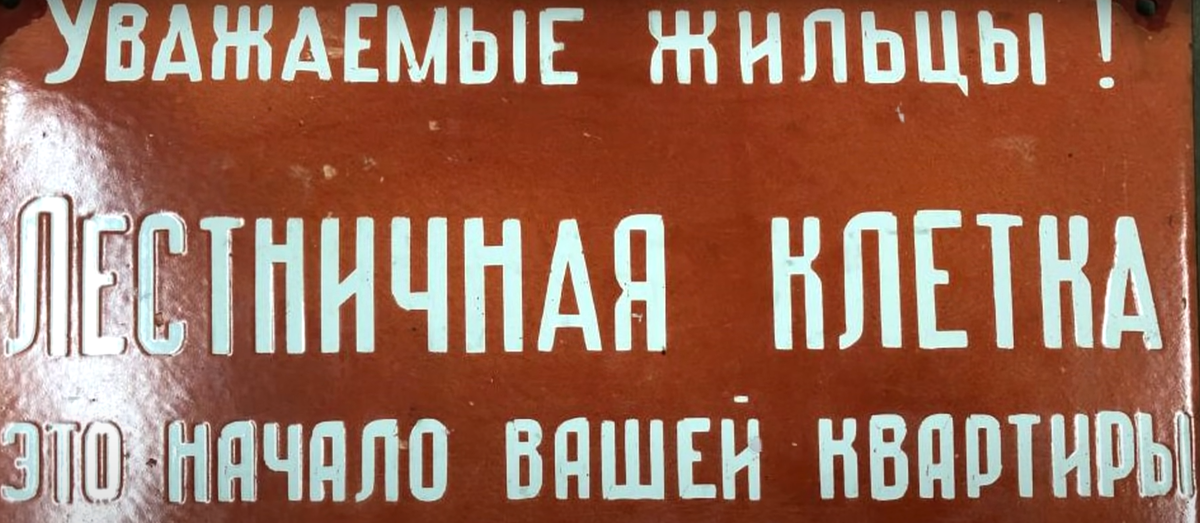 Уважаемые жильцы!
Лестничная клетка
это начало вашей квартиры